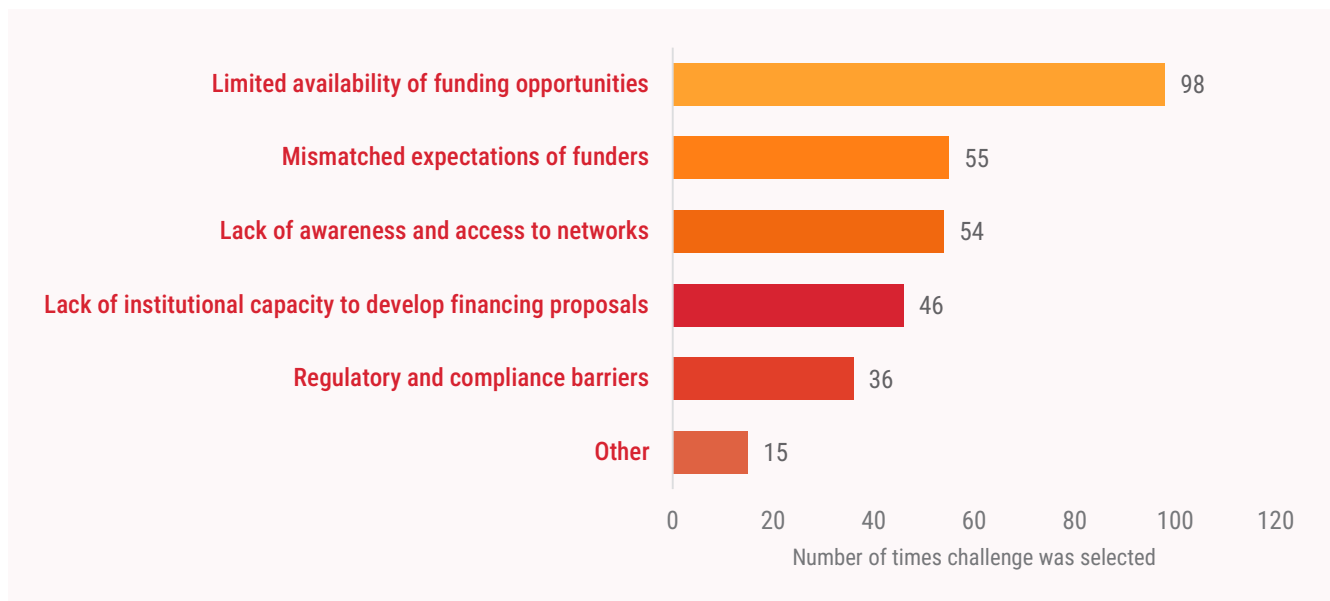 Limited availability of funding opportunities 98
Mismatched expectations of funders 55
Lack of awareness and access to networks 54
Lack of institutional capacity to develop financing proposals 46
Regulatory and compliance barriers 36
Other 15
0 20 40 60 80 100 120
Number of times challenge was selected